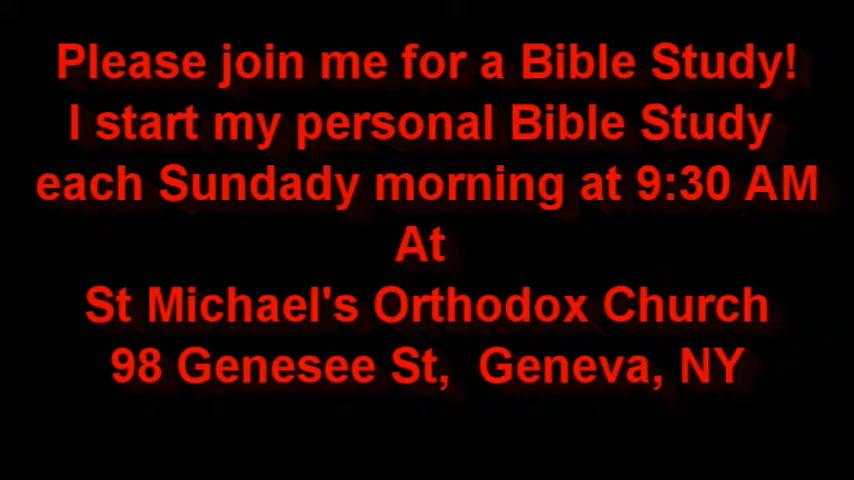 Please join me for a Bible Study!
I start my personal Bible Study
each Sundady morning at 9:30 AM
At
St Michael's Orthodox Church
98 Genesee St,  Geneva, NY